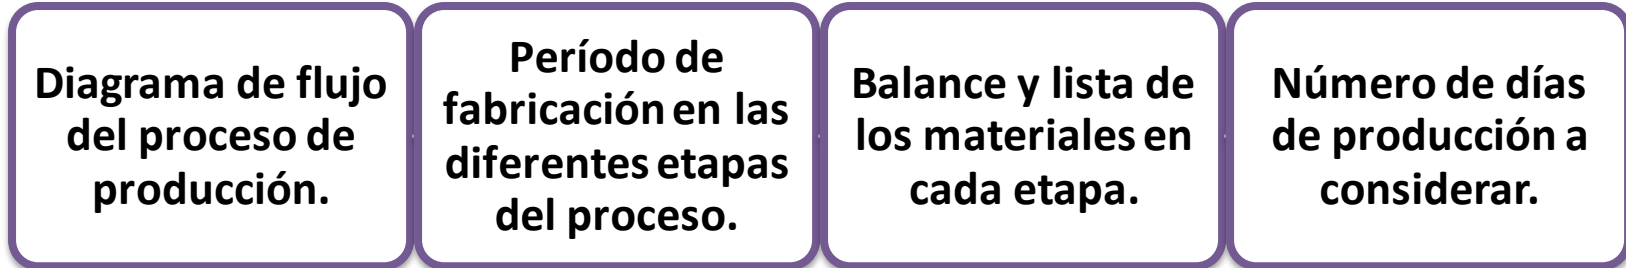 Diagrama de flujo
del proceso de
producción.
Período de
fabricación en las
diferentes etapas
del proceso.
Balance y lista de
los materiales en
cada etapa.
Número de días
de producción a
considerar.